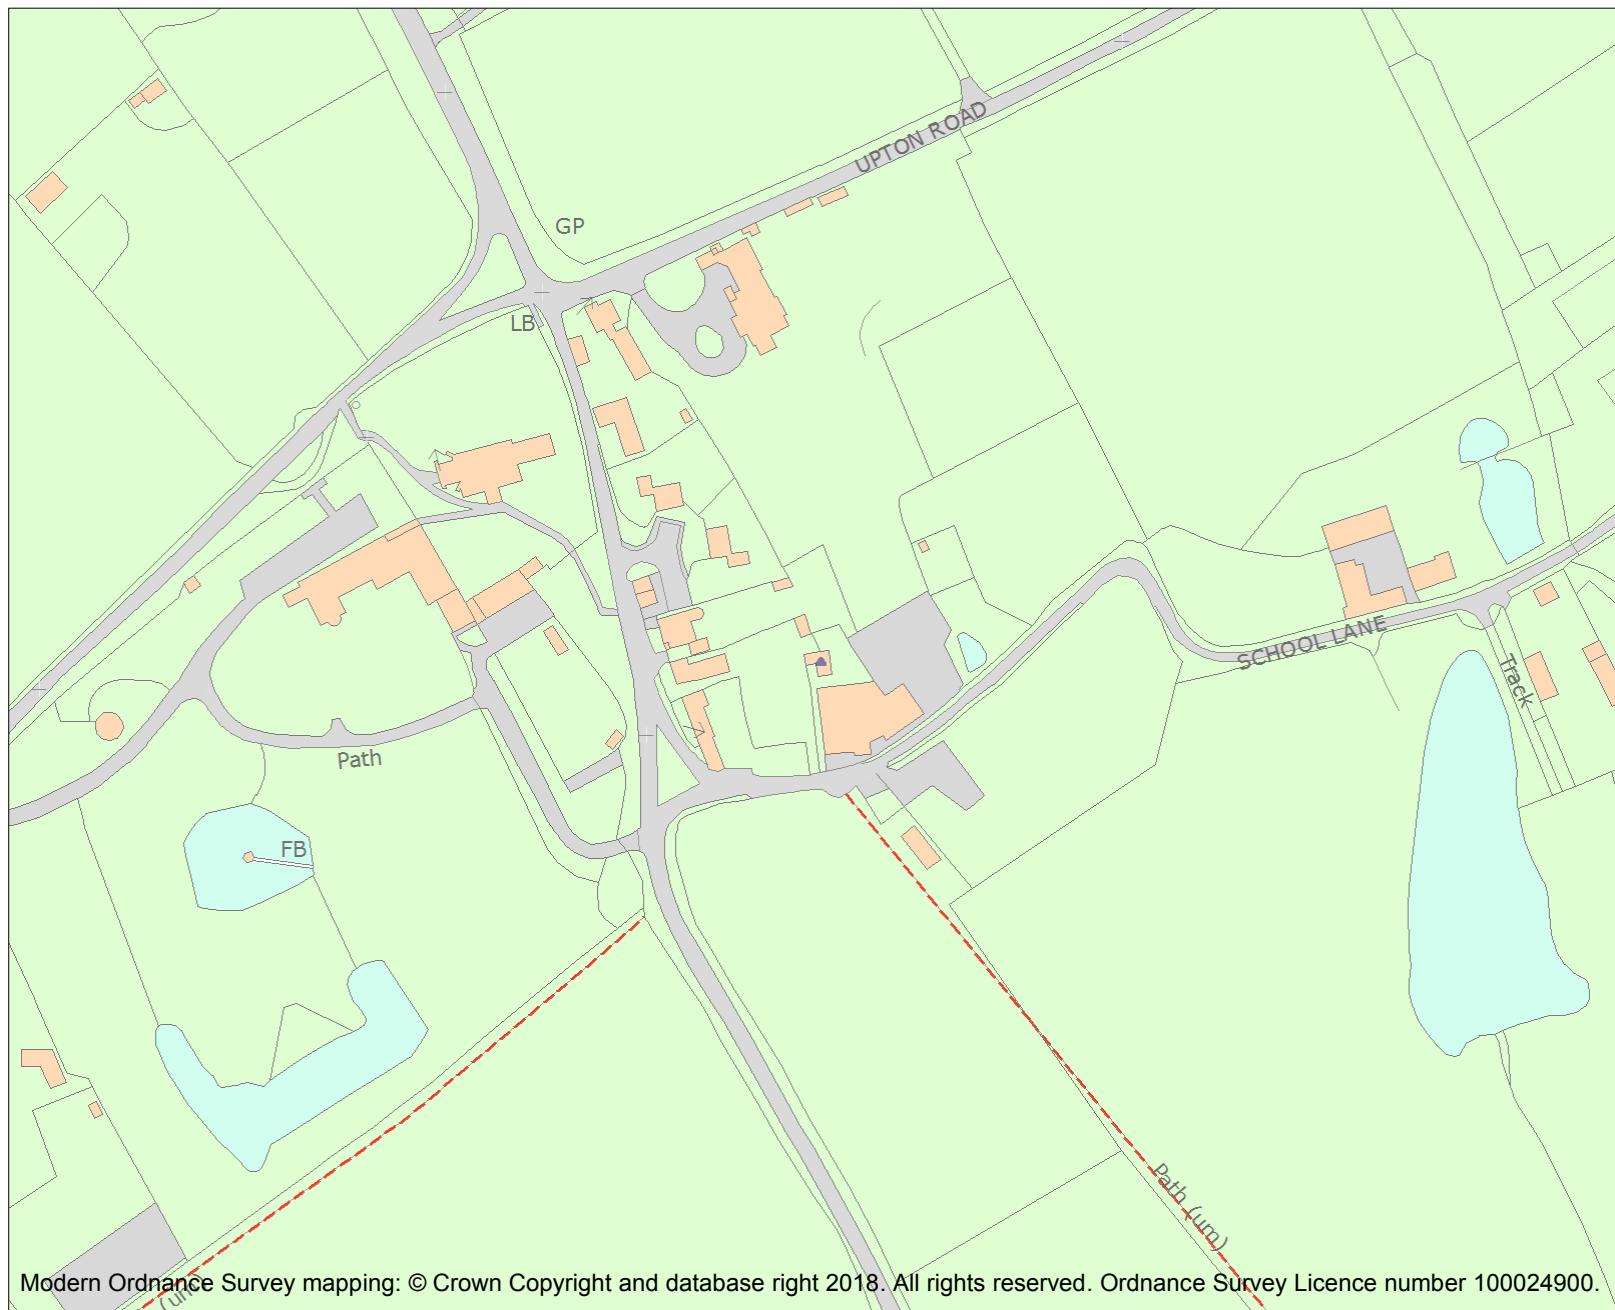 UPTON ROAD
GP
LB
SCHOOL LANE
Track
Path
FB
Path (um)
(um
Modern Ordnance Survey mapping: © Crown Copyright and database right 2018. All rights reserved. Ordnance Survey Licence number 100024900.